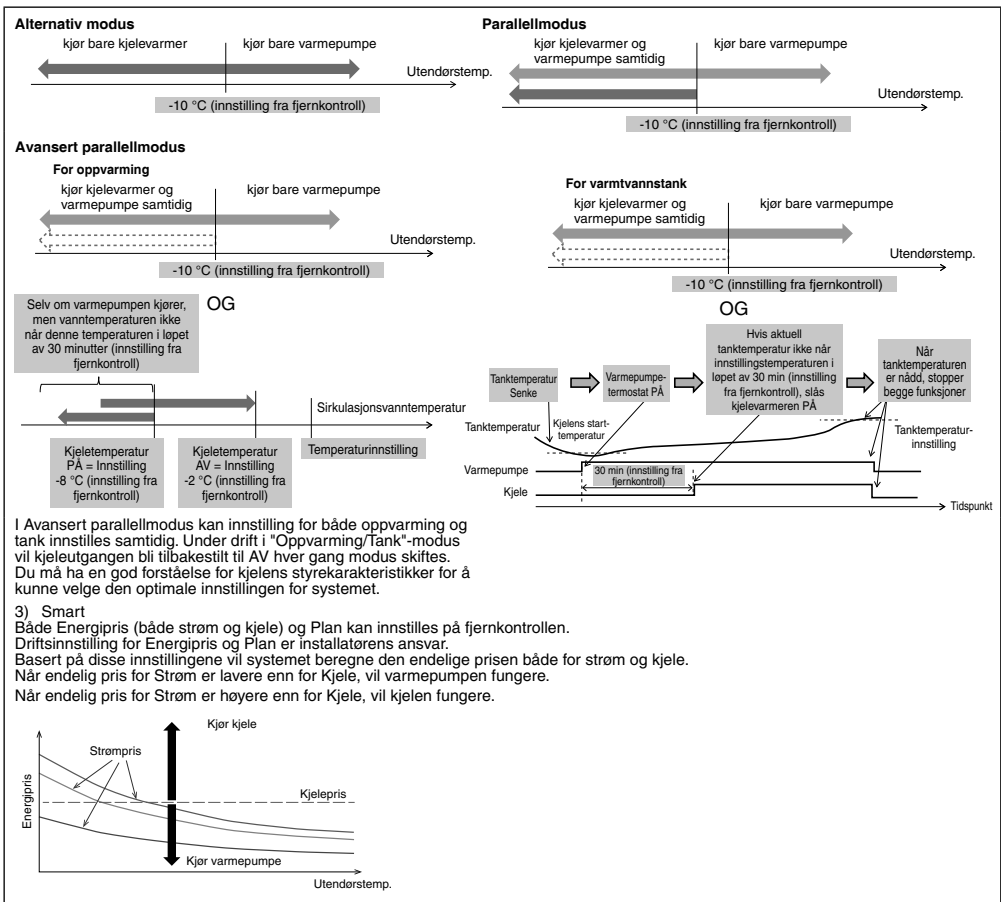 Alternativ modus
kjør bare kjelevarmer
kjør bare varmepumpe
Utendørstemp.
-10 °C (innstilling fra fjernkontroll)
Parallellmodus
kjør kjelevarmer og
varmepumpe samtidig
kjør bare varmepumpe
Utendørstemp.
-10 °C (innstilling fra fjernkontroll)
Avansert parallellmodus
For oppvarming
kjør kjelevarmer og
varmepumpe samtidig
kjør bare varmepumpe
Utendørstemp.
-10 °C (innstilling fra fjernkontroll)
OG
Selv om varmepumpen kjører,
men vanntemperaturen ikke
når denne temperaturen i løpet
av 30 minutter (innstilling fra
fjernkontroll)
Sirkulasjonsvanntemperatur
Kjeletemperatur
PÅ = Innstilling
-8 °C (innstilling fra
fjernkontroll)
Kjeletemperatur
AV = Innstilling
-2 °C (innstilling fra
fjernkontroll)
Temperaturinnstilling
For varmtvannstank
kjør kjelevarmer og
varmepumpe samtidig
kjør bare varmepumpe
Utendørstemp.
-10 °C (innstilling fra fjernkontroll)
OG
Tanktemperatur
Senke
Varmepumpe-
termostat PÅ
Hvis aktuell
tanktemperatur ikke når
innstillingstemperaturen i
løpet av 30 min (innstilling
fra fjernkontroll), slås
kjelevarmeren PÅ
Når
tanktemperaturen
er nådd, stopper
begge funksjoner
Tanktemperatur
Kjelens start-
temperatur
Tanktemperatur-
innstilling
Varmepumpe
30 min (innstilling fra
fjernkontroll)
Kjele
Tidspunkt
I Avansert parallellmodus kan innstilling for både oppvarming og
tank innstilles samtidig. Under drift i "Oppvarming/Tank"-modus
vil kjeleutgangen bli tilbakestilt til AV hver gang modus skiftes.
Du må ha en god forståelse for kjelens styrekarakteristikker for å
kunne velge den optimale innstillingen for systemet.
3) Smart
Både Energipris (både strøm og kjele) og Plan kan innstilles på fjernkontrollen.
Driftsinnstilling for Energipris og Plan er installatørens ansvar.
Basert på disse innstillingene vil systemet beregne den endelige prisen både for strøm og kjele.
Når endelig pris for Strøm er lavere enn for Kjele, vil varmepumpen fungere.
Når endelig pris for Strøm er høyere enn for Kjele, vil kjelen fungere.
Kjør kjele
Strømpris
Kjelepris
Energipris
Kjør varmepumpe
Utendørstemp.